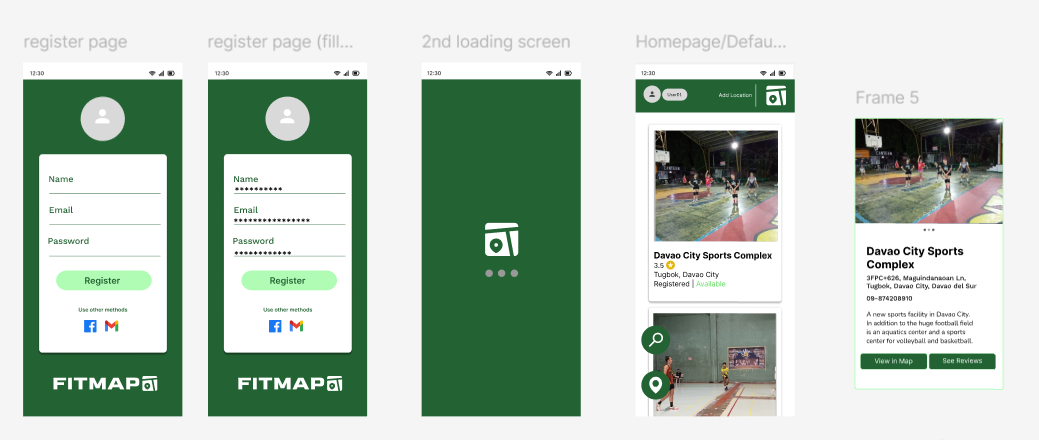 register page
12:30
Name
Email
Password
Register
Use other methods
FITMAP
register page (fill...
12:30
Name
**********
Email
****************
Password
************
Register
Use other methods
FITMAP
2nd loading screen
12:30
Homepage/Defau...
12:30
User01
Add Location
Davao City Sports Complex
3.5
Tugbok, Davao City
Registered | Available
Frame 5
Davao City Sports
Complex
3FPC+626, Maguindanaoan Ln,
Tugbok, Davao City, Davao del Sur
09-874208910
A new sports facility in Davao City.
In addition to the huge football field
is an aquatics center and a sports
center for volleyball and basketball.
View in Map
See Reviews